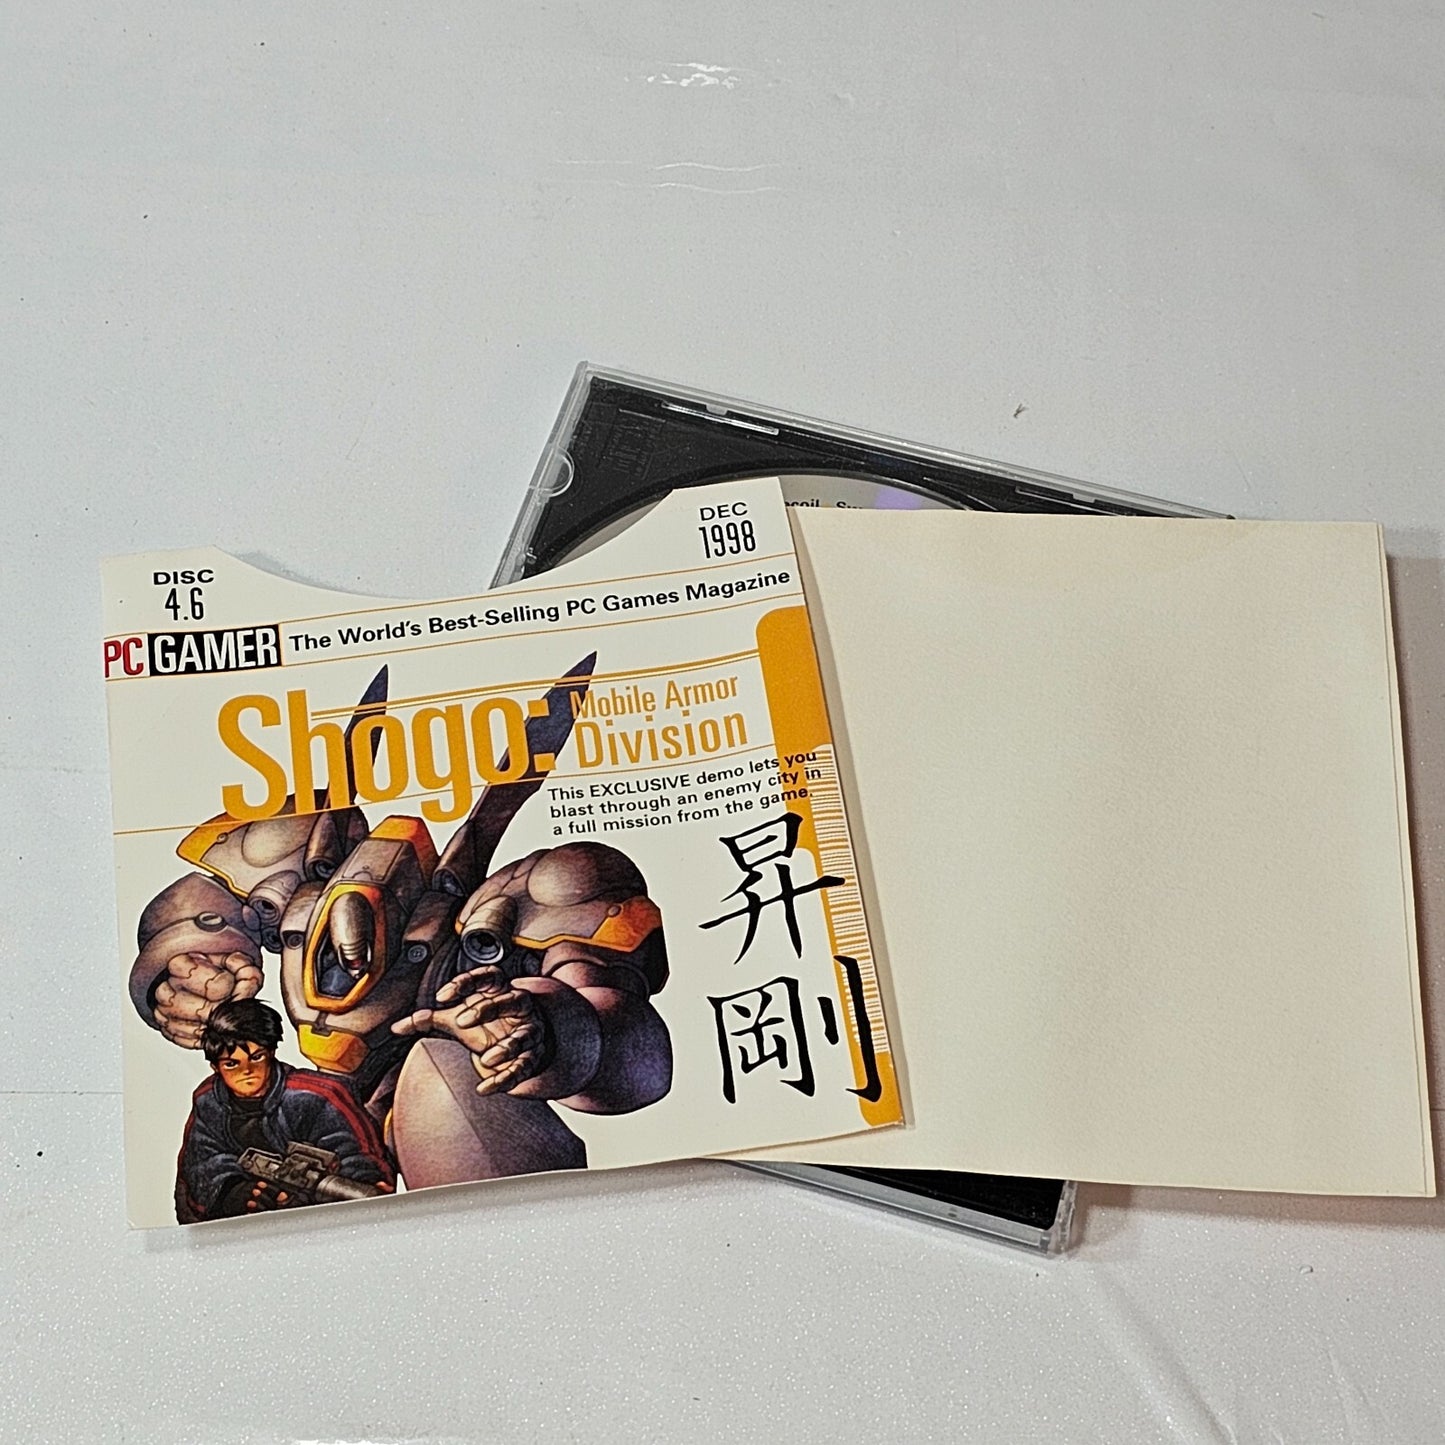 DEC
1998
DISC
4.6
PC GAMER The World's Best-Selling PC Games Magazine
Shogo: Mobile Armor
Division
This EXCLUSIVE demo lets you
blast through an enemy city in
a full mission from the game.
昇
剛